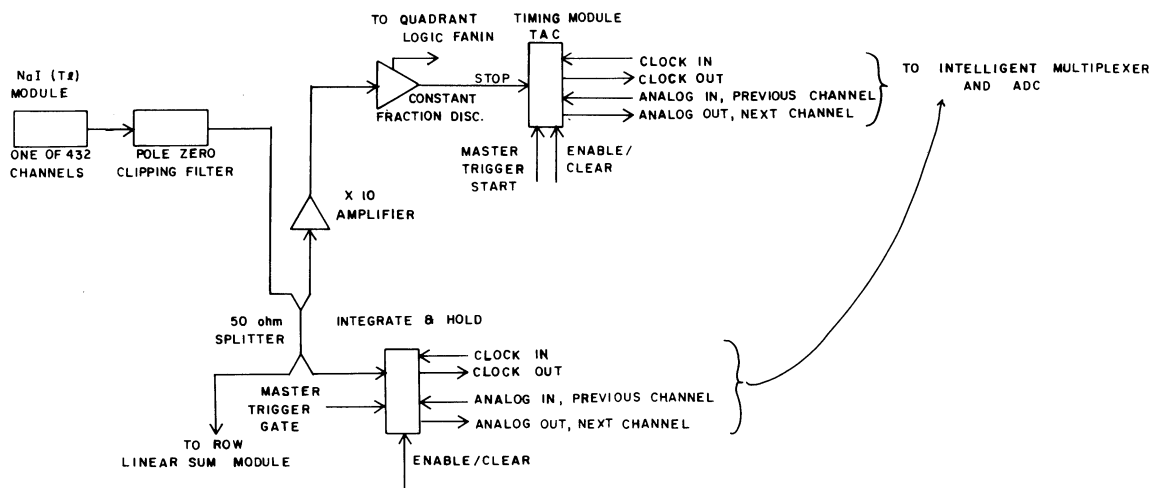 TO QUADRANT
LOGIC FANIN
TIMING MODULE
TAC
NaI (Tℓ)
MODULE
ONE OF 432
CHANNELS
POLE ZERO
CLIPPING FILTER
CONSTANT
FRACTION DISC.
STOP
CLOCK IN
CLOCK OUT
ANALOG IN, PREVIOUS CHANNEL
ANALOG OUT, NEXT CHANNEL
TO INTELLIGENT MULTIPLEXER
AND ADC
MASTER
TRIGGER
START
ENABLE/
CLEAR
X 10
AMPLIFIER
50 ohm
SPLITTER
INTEGRATE & HOLD
CLOCK IN
CLOCK OUT
ANALOG IN, PREVIOUS CHANNEL
ANALOG OUT, NEXT CHANNEL
MASTER
TRIGGER
GATE
TO ROW
LINEAR SUM MODULE
ENABLE/CLEAR